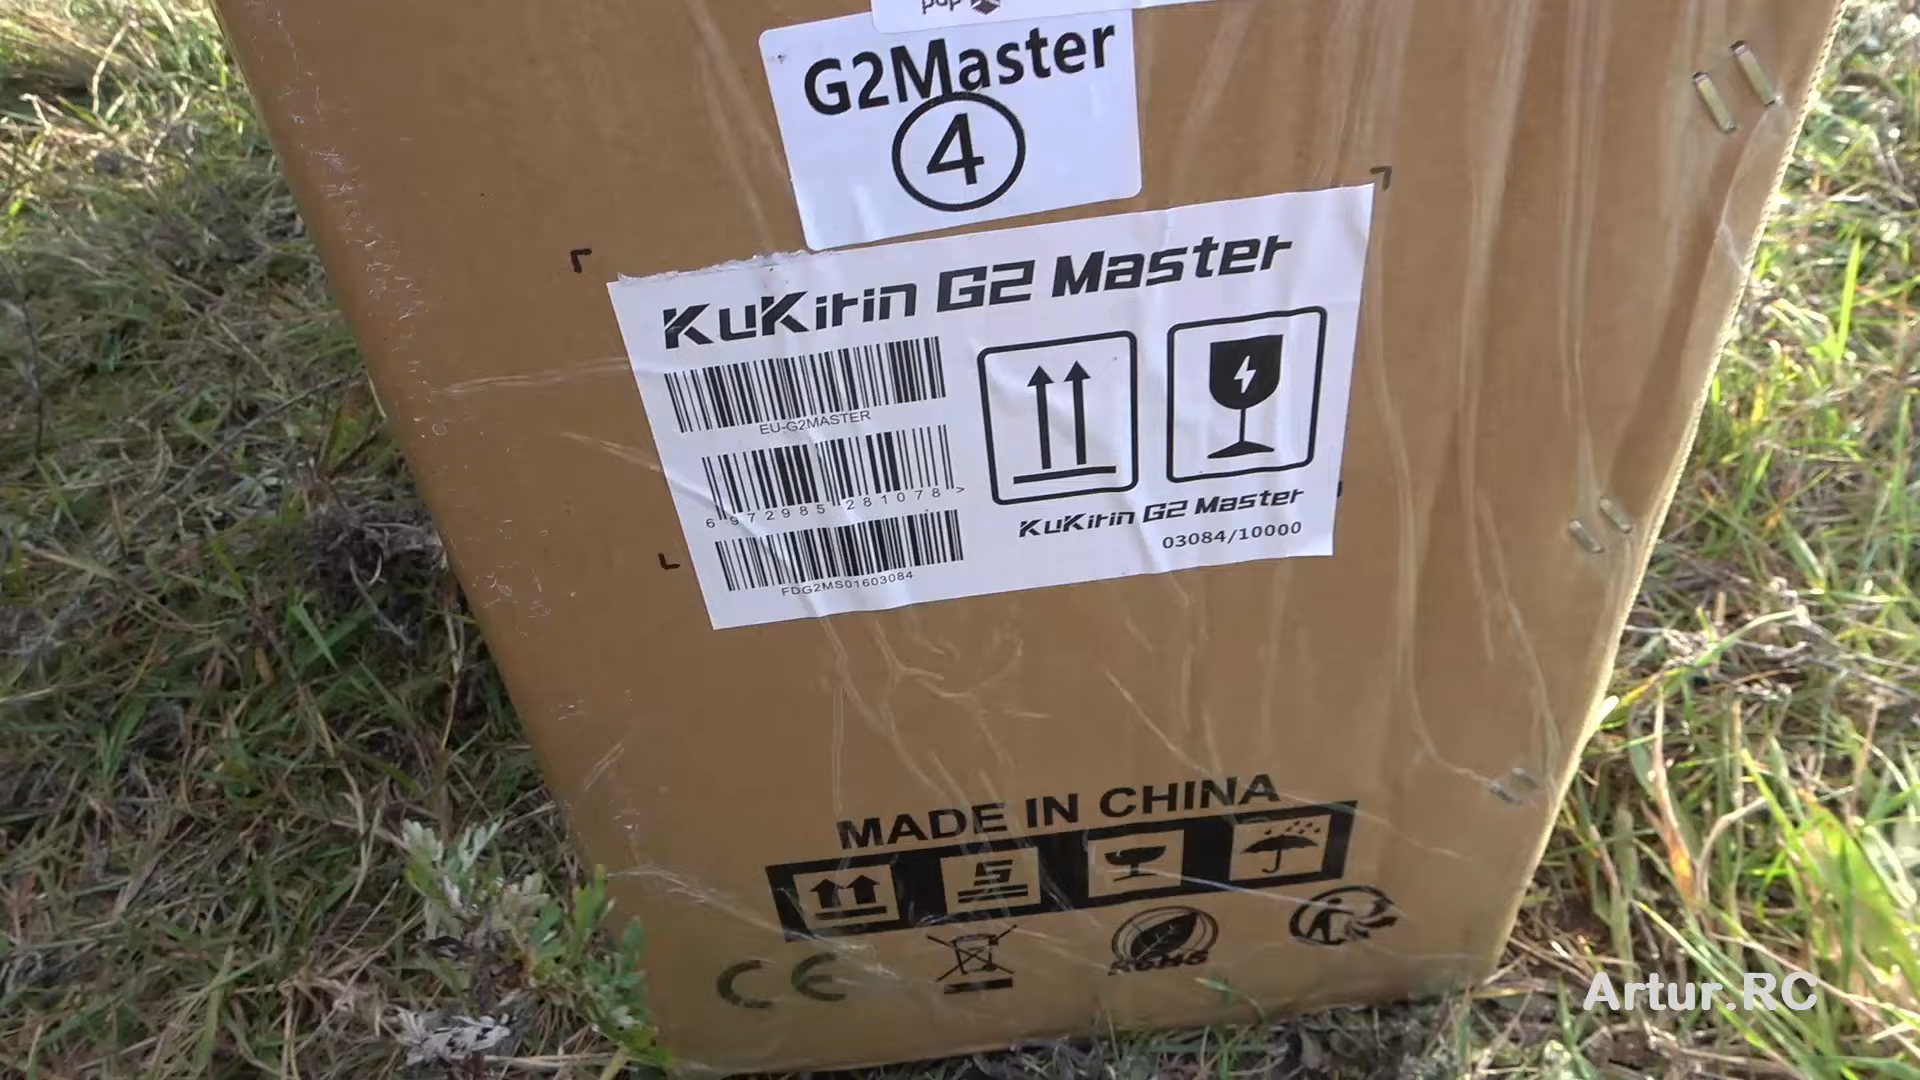 G2Master
4
KuKirin G2 Master
EU-G2MASTER
6 972985 281078 >
FDG2MS01603084
KuKirin G2 Master
03084/10000
MADE IN CHINA
5
CE
ROHS
Artur.RC